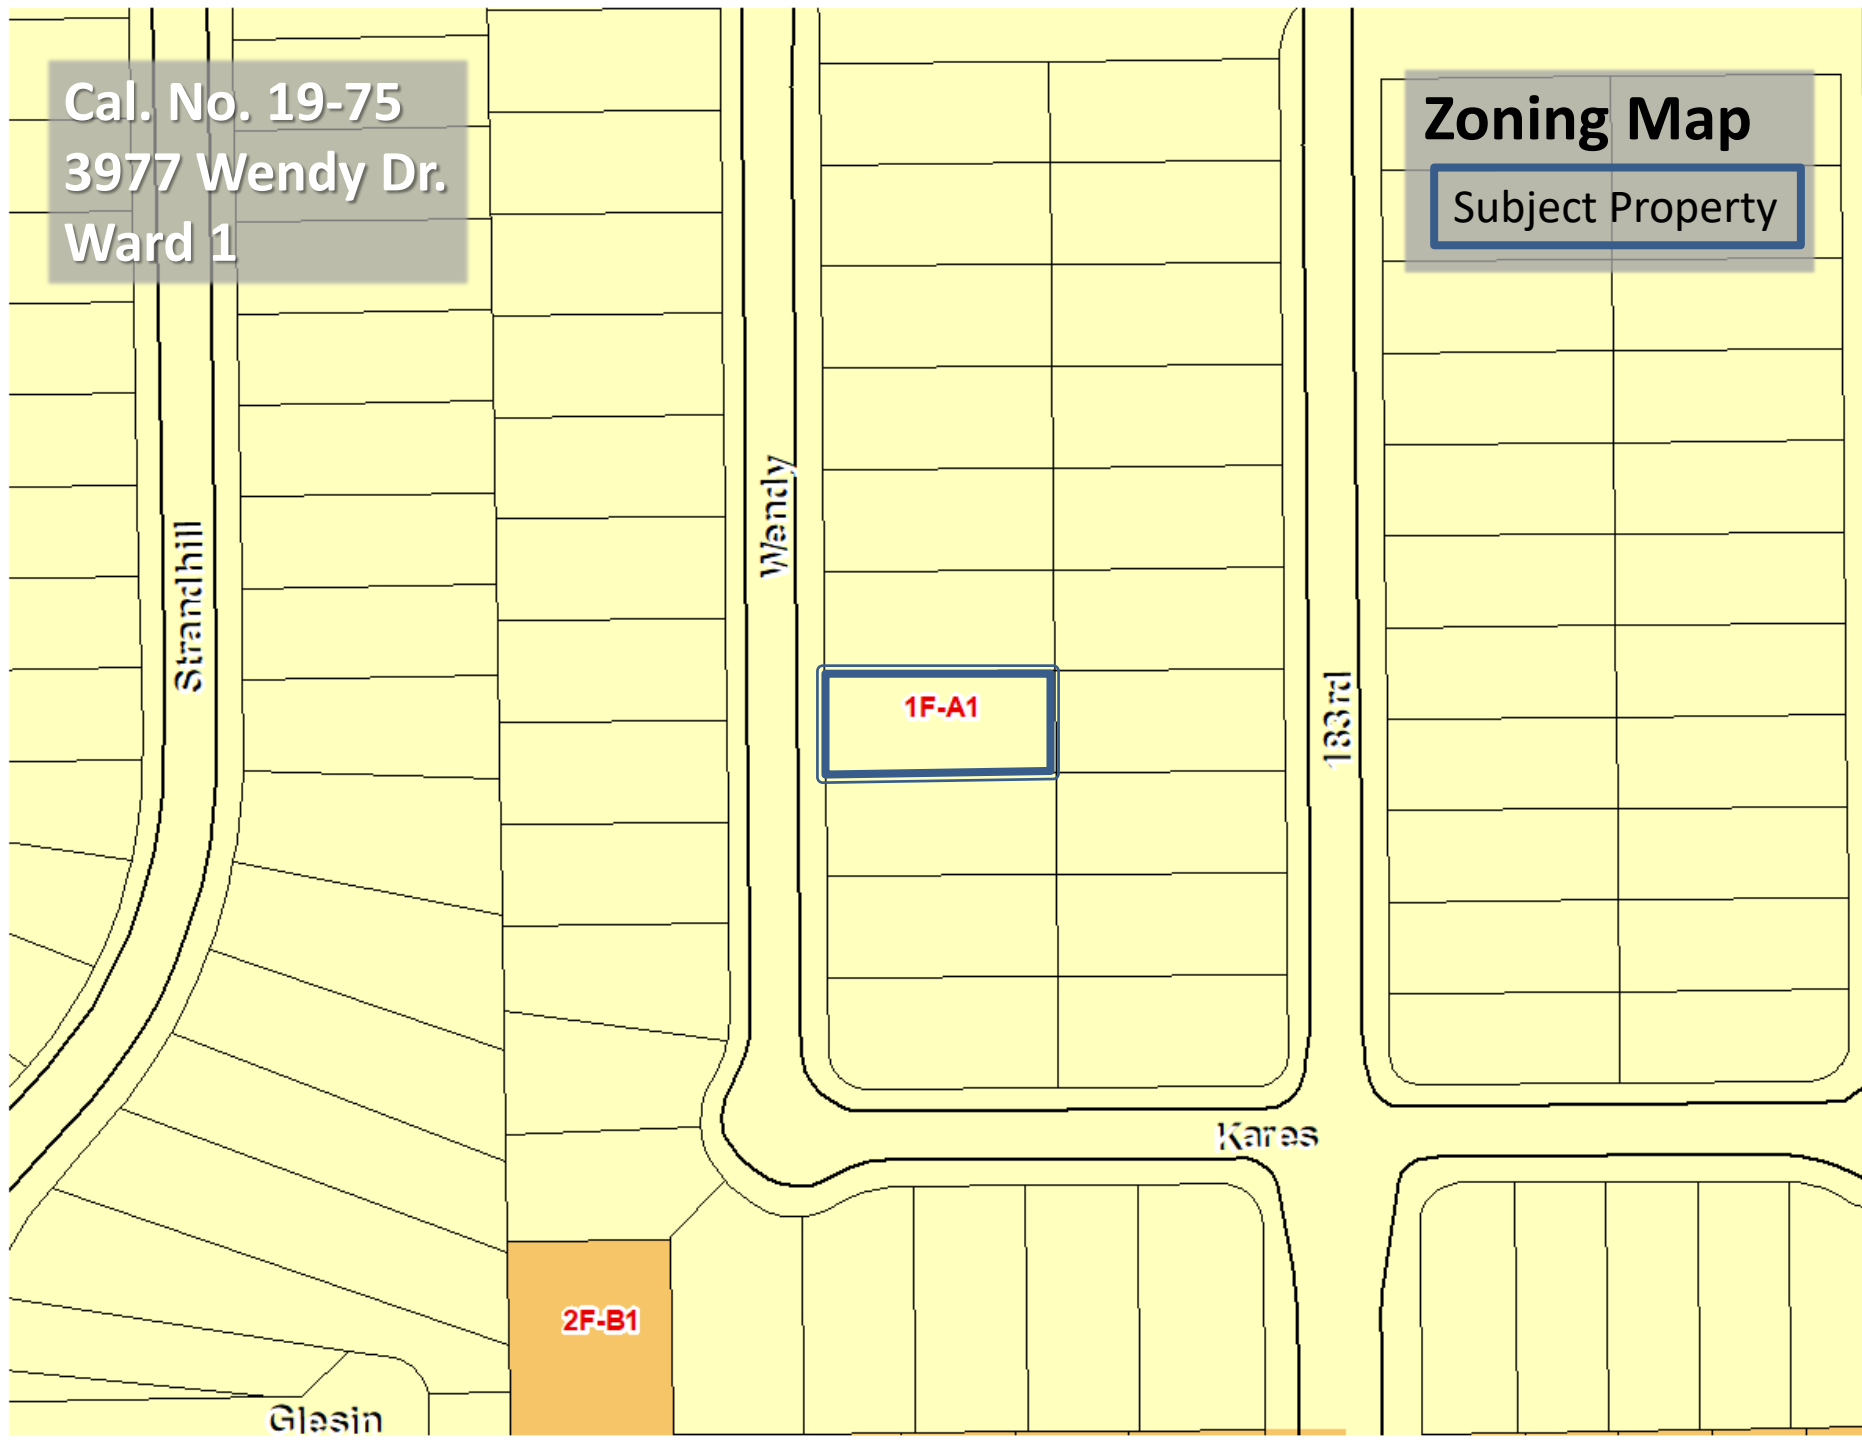 Cal. No. 19-75
3977 Wendy Dr.
Ward 1
Zoning Map
Subject Property
Wendy
Strandhill
1F-A1
183rd
Kares
2F-B1
Glesin